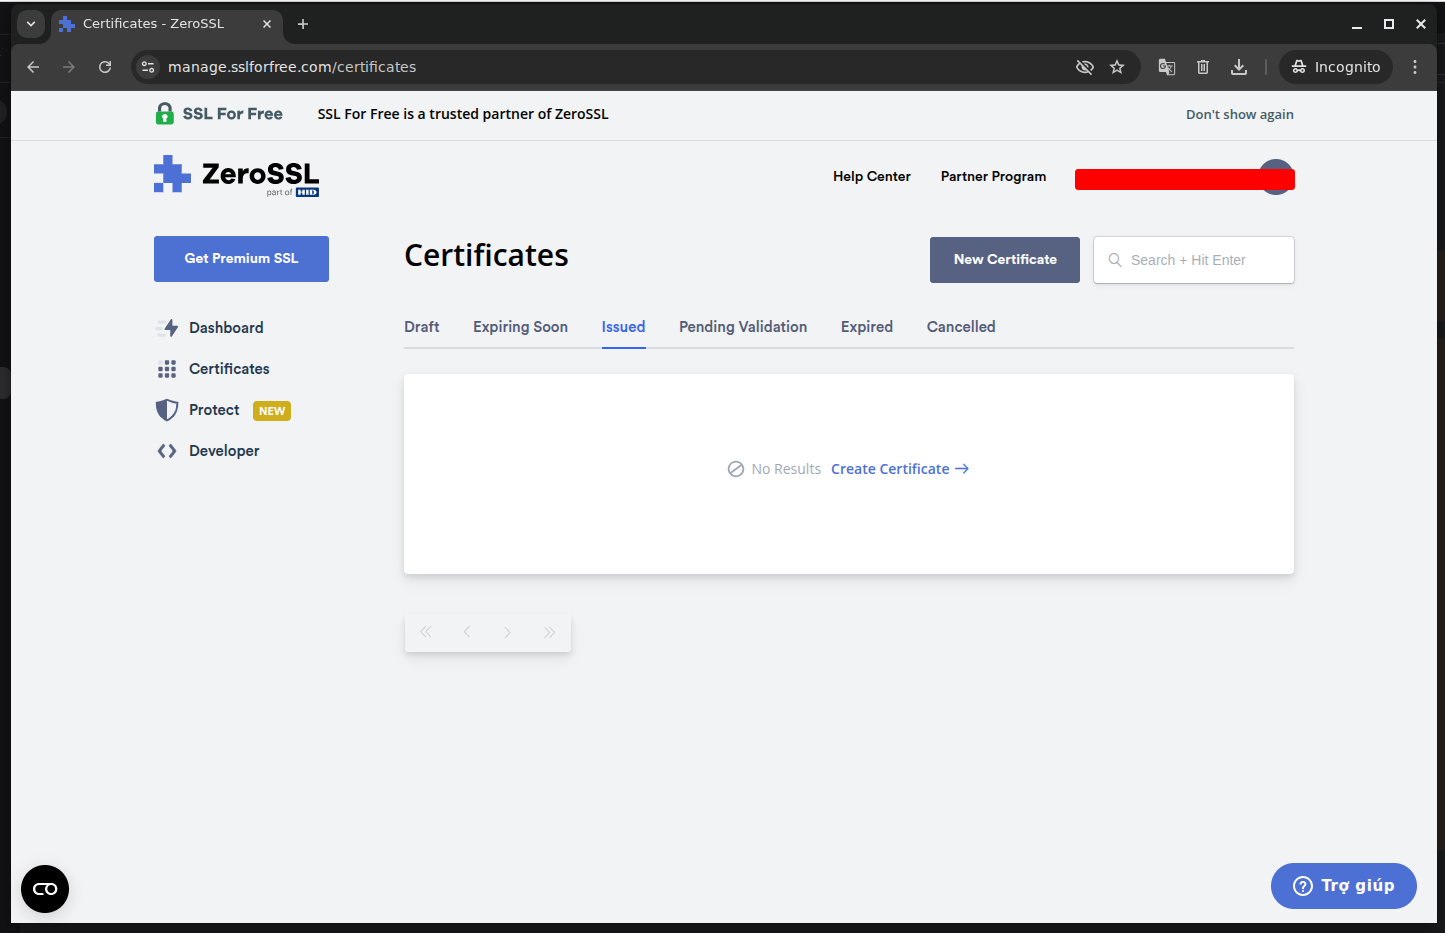 Certificates - ZeroSSL
manage.sslforfree.com/certificates
Incognito
SSL For Free
SSL For Free is a trusted partner of ZeroSSL
Don't show again
ZeroSSL
part of HID
Help Center
Partner Program
Get Premium SSL
Certificates
New Certificate
Search + Hit Enter
Dashboard
Certificates
Protect NEW
Developer
Draft
Expiring Soon
Issued
Pending Validation
Expired
Cancelled
No Results Create Certificate →
Trợ giúp